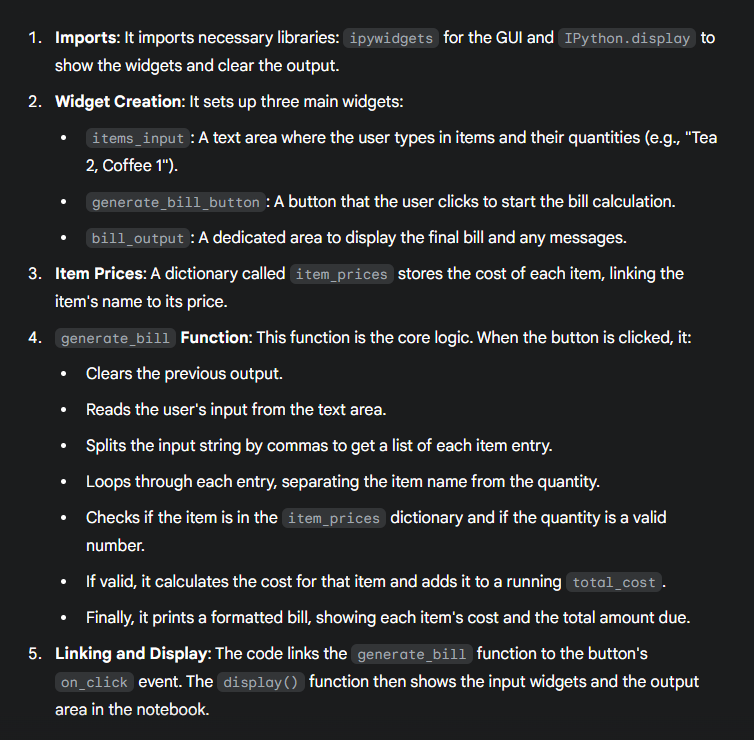 1. Imports: It imports necessary libraries: ipywidgets for the GUI and IPython.display to
show the widgets and clear the output.
2. Widget Creation: It sets up three main widgets:
• items_input: A text area where the user types in items and their quantities (e.g., "Tea
2, Coffee 1").
• generate_bill_button: A button that the user clicks to start the bill calculation.
• bill_output: A dedicated area to display the final bill and any messages.
3. Item Prices: A dictionary called item_prices stores the cost of each item, linking the
item's name to its price.
4. generate_bill Function: This function is the core logic. When the button is clicked, it:
• Clears the previous output.
• Reads the user's input from the text area.
• Splits the input string by commas to get a list of each item entry.
• Loops through each entry, separating the item name from the quantity.
• Checks if the item is in the item_prices dictionary and if the quantity is a valid
number.
• If valid, it calculates the cost for that item and adds it to a running total_cost.
• Finally, it prints a formatted bill, showing each item's cost and the total amount due.
5. Linking and Display: The code links the generate_bill function to the button's
on_click event. The display() function then shows the input widgets and the output
area in the notebook.